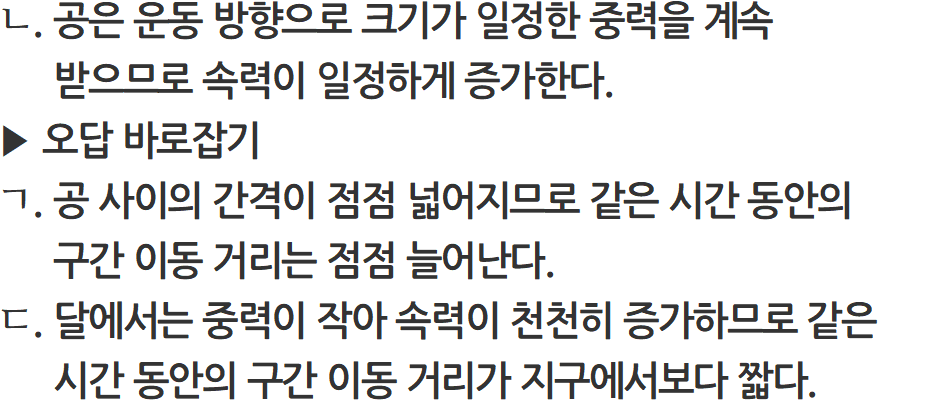 ㄴ. 공은 운동 방향으로 크기가 일정한 중력을 계속
받으므로 속력이 일정하게 증가한다.
▶ 오답 바로잡기
ㄱ. 공 사이의 간격이 점점 넓어지므로 같은 시간 동안의
구간 이동 거리는 점점 늘어난다.
ㄷ. 달에서는 중력이 작아 속력이 천천히 증가하므로 같은
시간 동안의 구간 이동 거리가 지구에서보다 짧다.